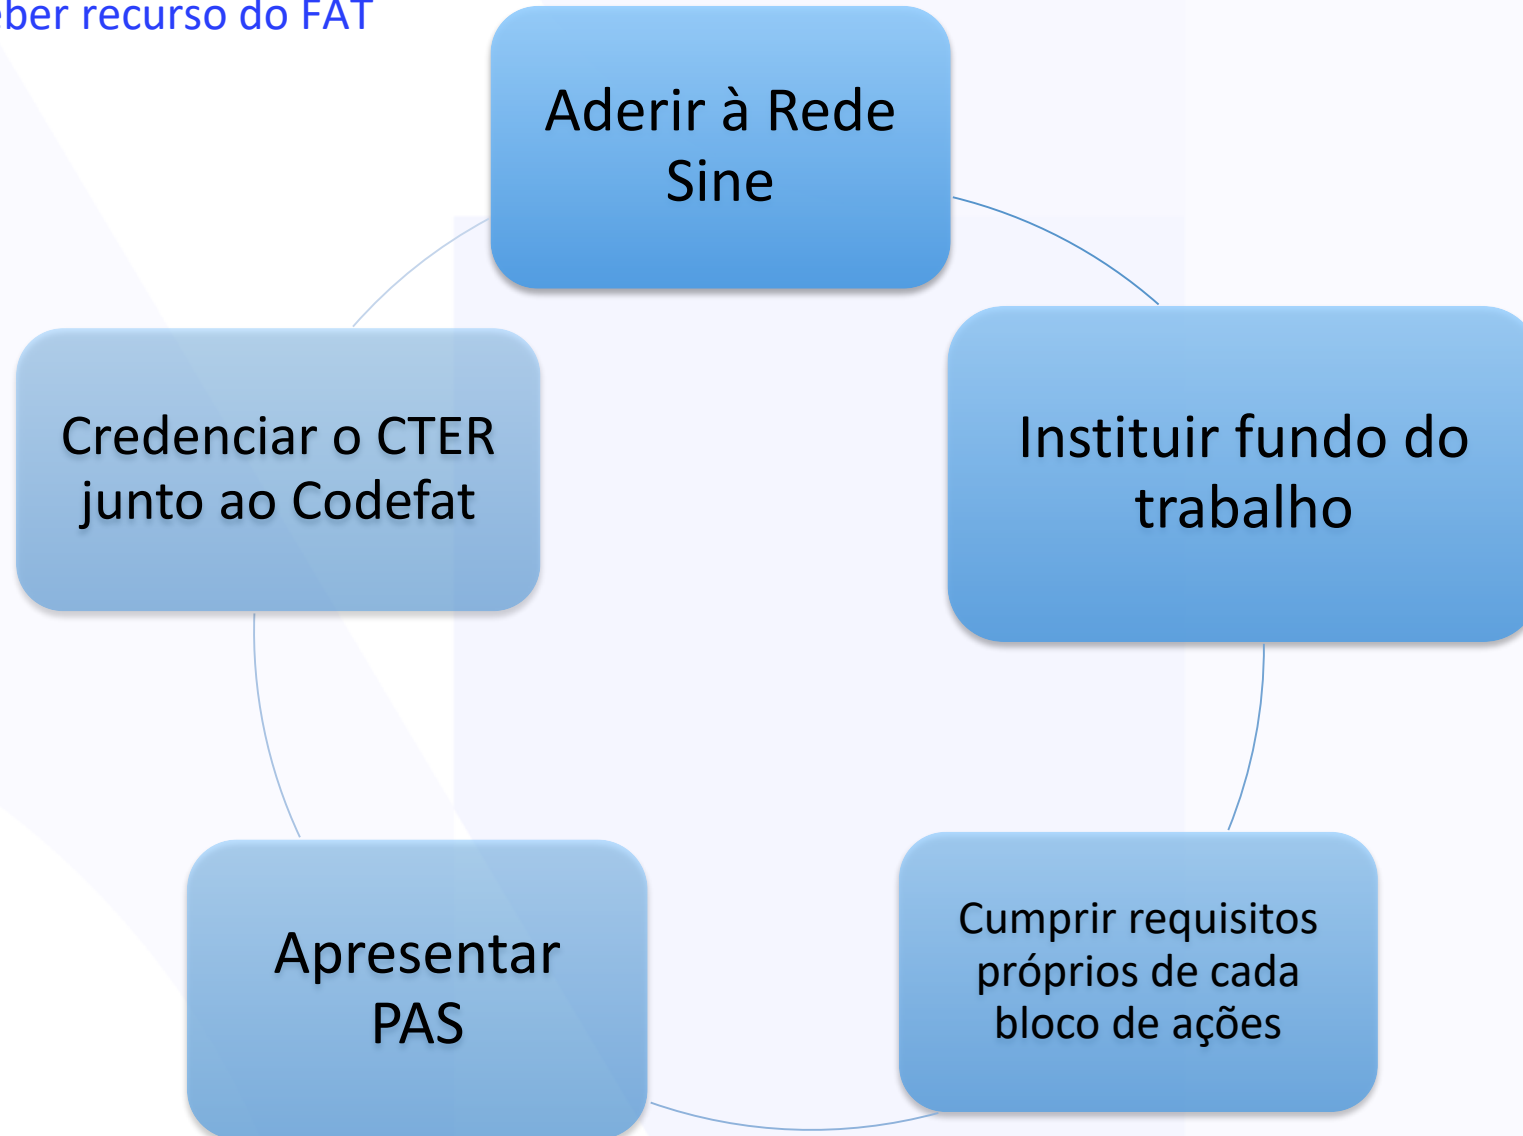 eber recurso do FAT
Aderir à Rede
Sine
Instituir fundo do
trabalho
Cumprir requisitos
próprios de cada
bloco de ações
Apresentar
PAS
Credenciar o CTER
junto ao Codefat